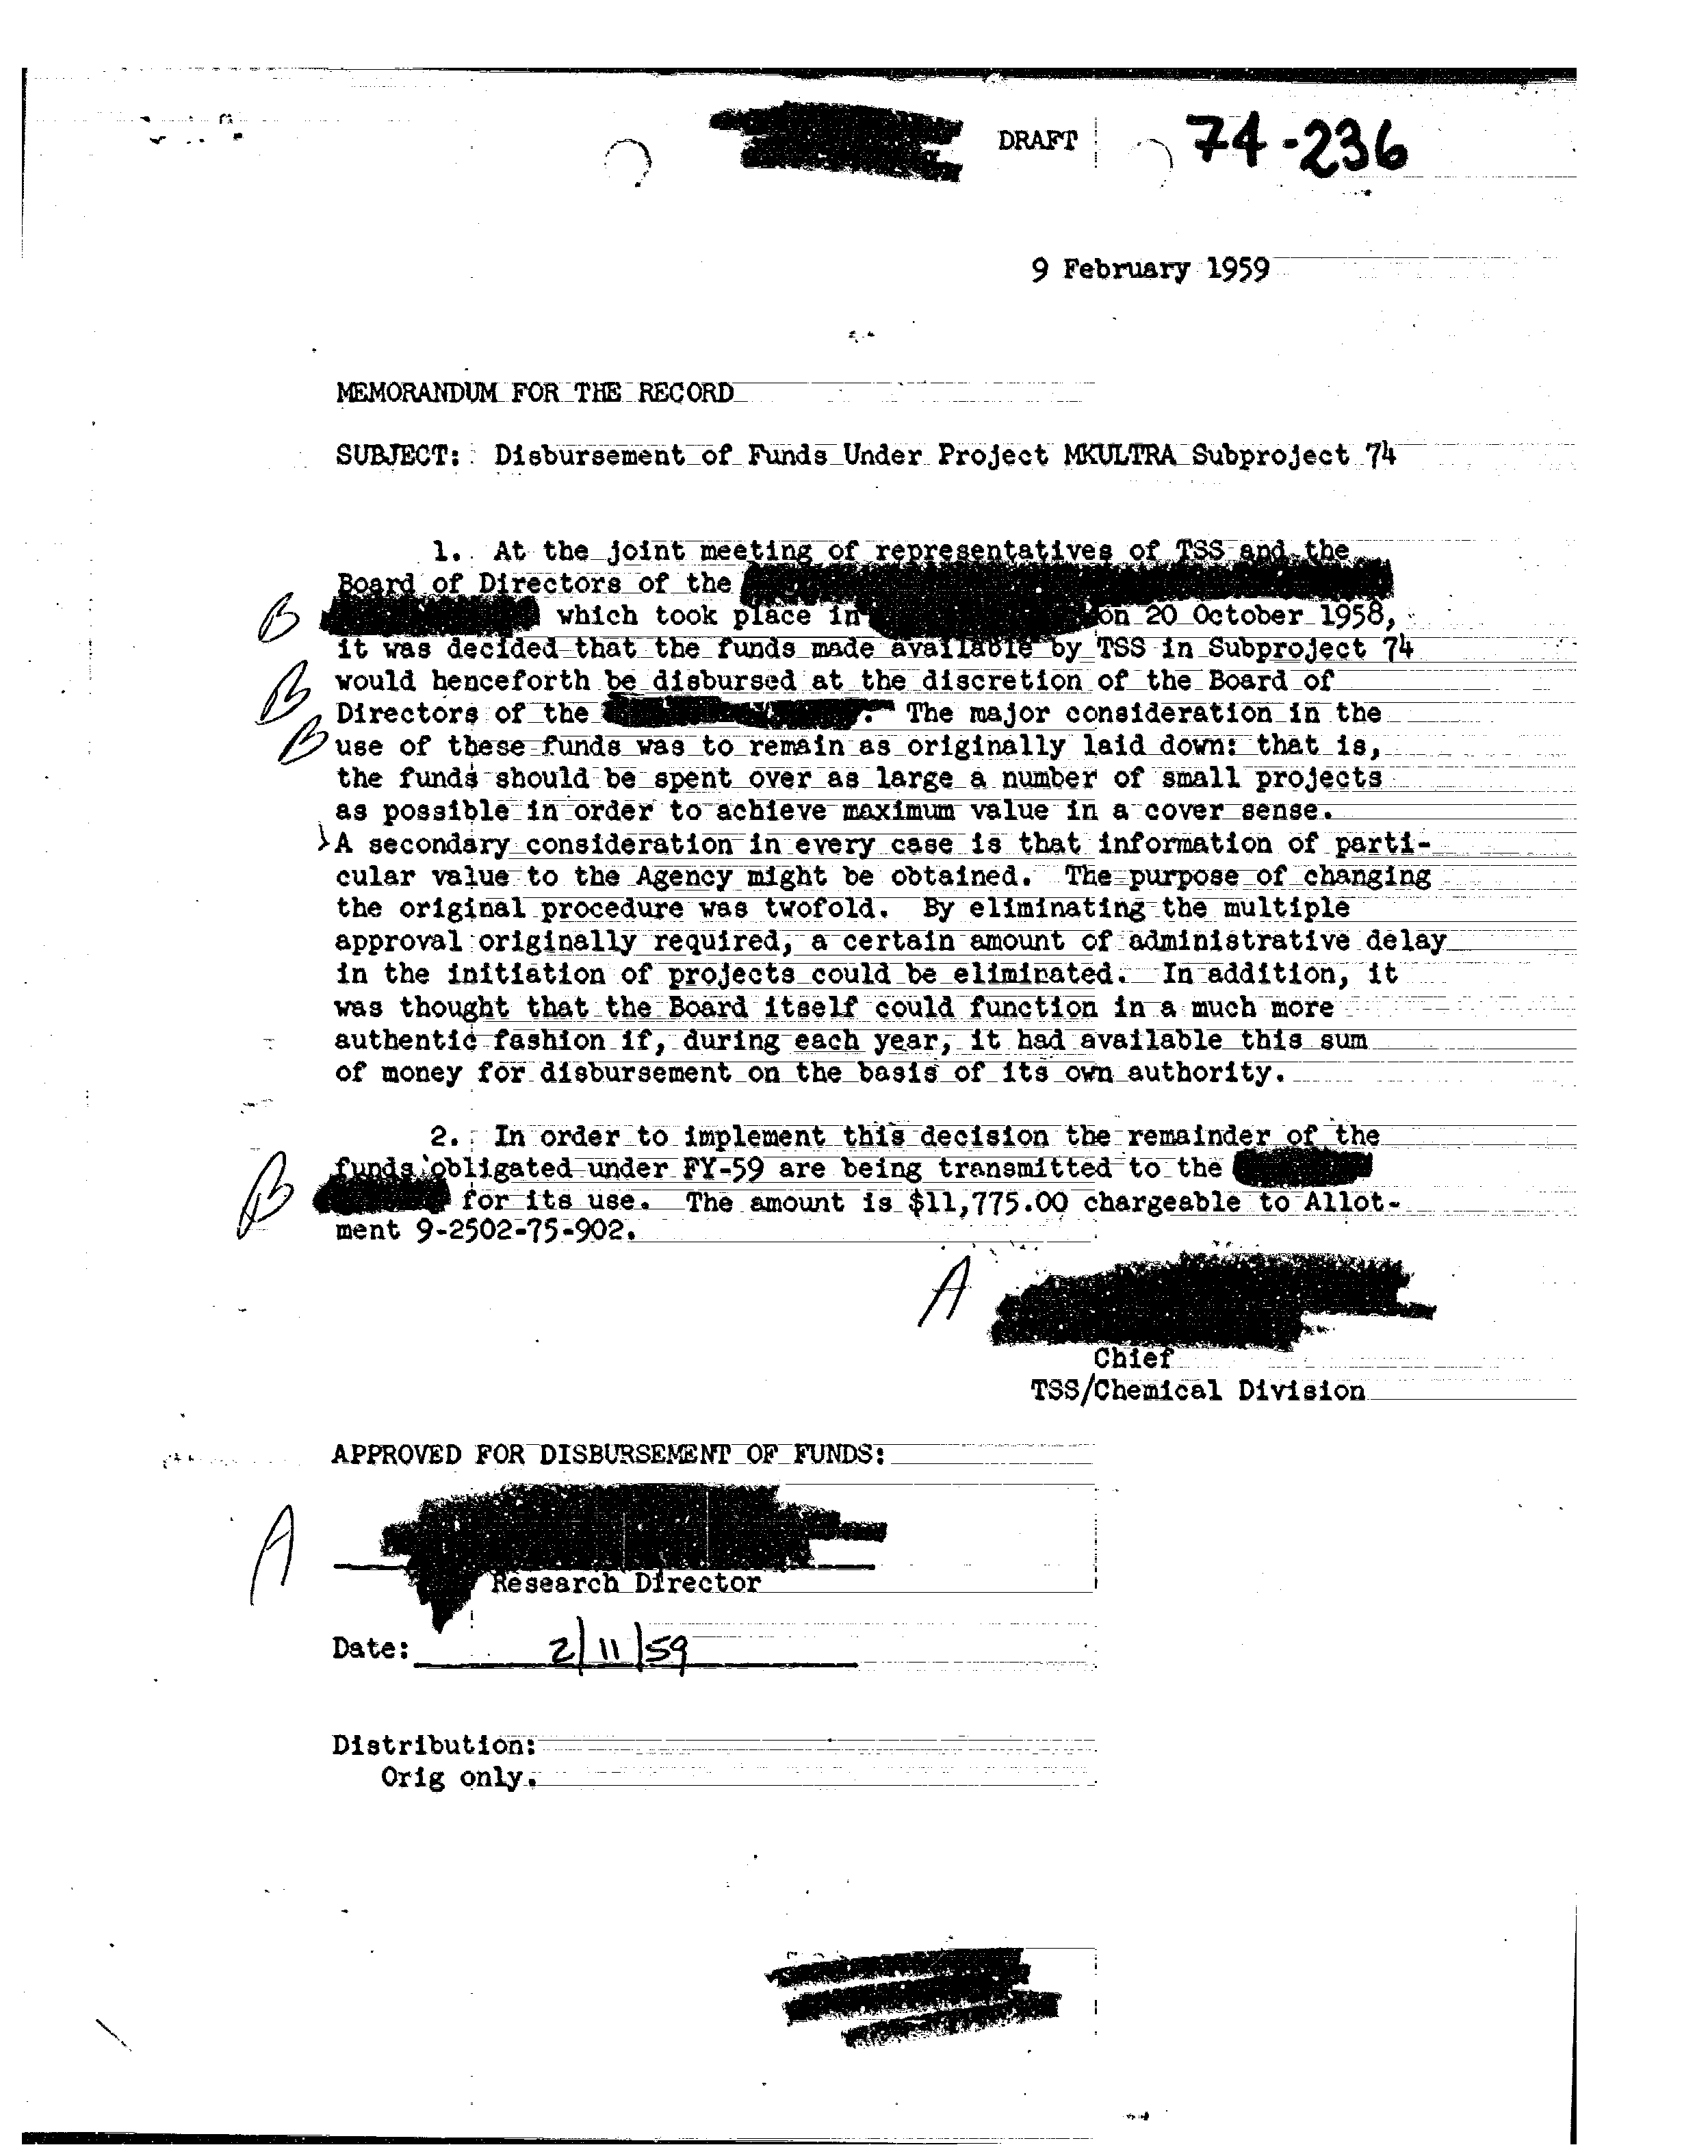 DRAFT 74-236
9 February 1959
MEMORANDUM FOR THE RECORD
SUBJECT: Disbursement of Funds Under Project MKULTRA Subproject 74
1. At the joint meeting of representatives of TSS and the
Board of Directors of the
B which took place in on 20 October 1958,
it was decided that the funds made available by TSS in Subproject 74
would henceforth be disbursed at the discretion of the Board of
B Directors of the . The major consideration in the
B use of these funds was to remain as originally laid down: that is,
the funds should be spent over as large a number of small projects
as possible in order to achieve maximum value in a cover sense.
A secondary consideration in every case is that information of parti-
cular value to the Agency might be obtained. The purpose of changing
the original procedure was twofold. By eliminating the multiple
approval originally required, a certain amount of administrative delay
in the initiation of projects could be eliminated. In addition, it
was thought that the Board itself could function in a much more
authentic fashion if, during each year, it had available this sum
of money for disbursement on the basis of its own authority.
2. In order to implement this decision the remainder of the
funds obligated under FY-59 are being transmitted to the
B for its use. The amount is $11,775.00 chargeable to Allot-
ment 9-2502-75-902.
A
Chief
TSS/Chemical Division
APPROVED FOR DISBURSEMENT OF FUNDS:
A
Research Director
Date: 2/11/59
Distribution:
Orig only.